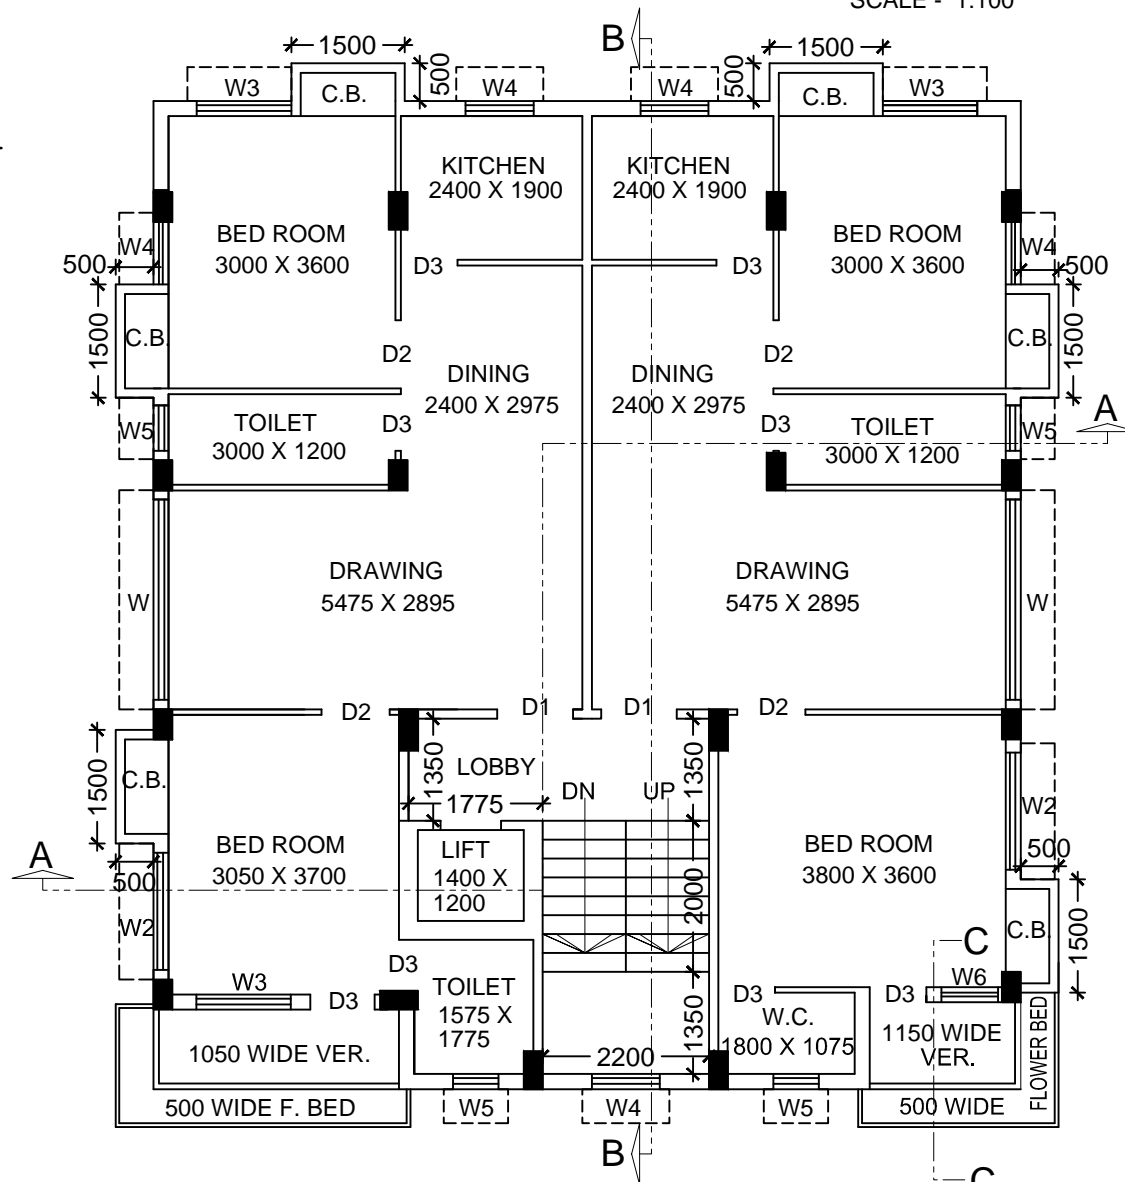 SCALE - 1:100
B
1500
1500
500
500
W3
C.B.
W4
W4
C.B.
W3
KITCHEN
2400 X 1900
KITCHEN
2400 X 1900
BED ROOM
3000 X 3600
BED ROOM
3000 X 3600
W4
W4
500
D3
D3
500
1500
C.B.
D2
D2
C.B.
1500
DINING
2400 X 2975
DINING
2400 X 2975
A
W5
TOILET
3000 X 1200
D3
D3
TOILET
3000 X 1200
W5
DRAWING
5475 X 2895
DRAWING
5475 X 2895
W
W
D2
D1
D1
D2
1350
LOBBY
1350
1500
C.B.
1775
DN
UP
W2
A
BED ROOM
3050 X 3700
LIFT
1400 X
1200
BED ROOM
3800 X 3600
500
500
2000
W2
C.B.
1500
C
D3
W3
D3
TOILET
1575 X
1775
D3
D3
W6
W.C.
1800 X 1075
1150 WIDE
VER.
FLOWER BED
1050 WIDE VER.
2200
1350
500 WIDE F. BED
W5
W4
W5
500 WIDE
B
C